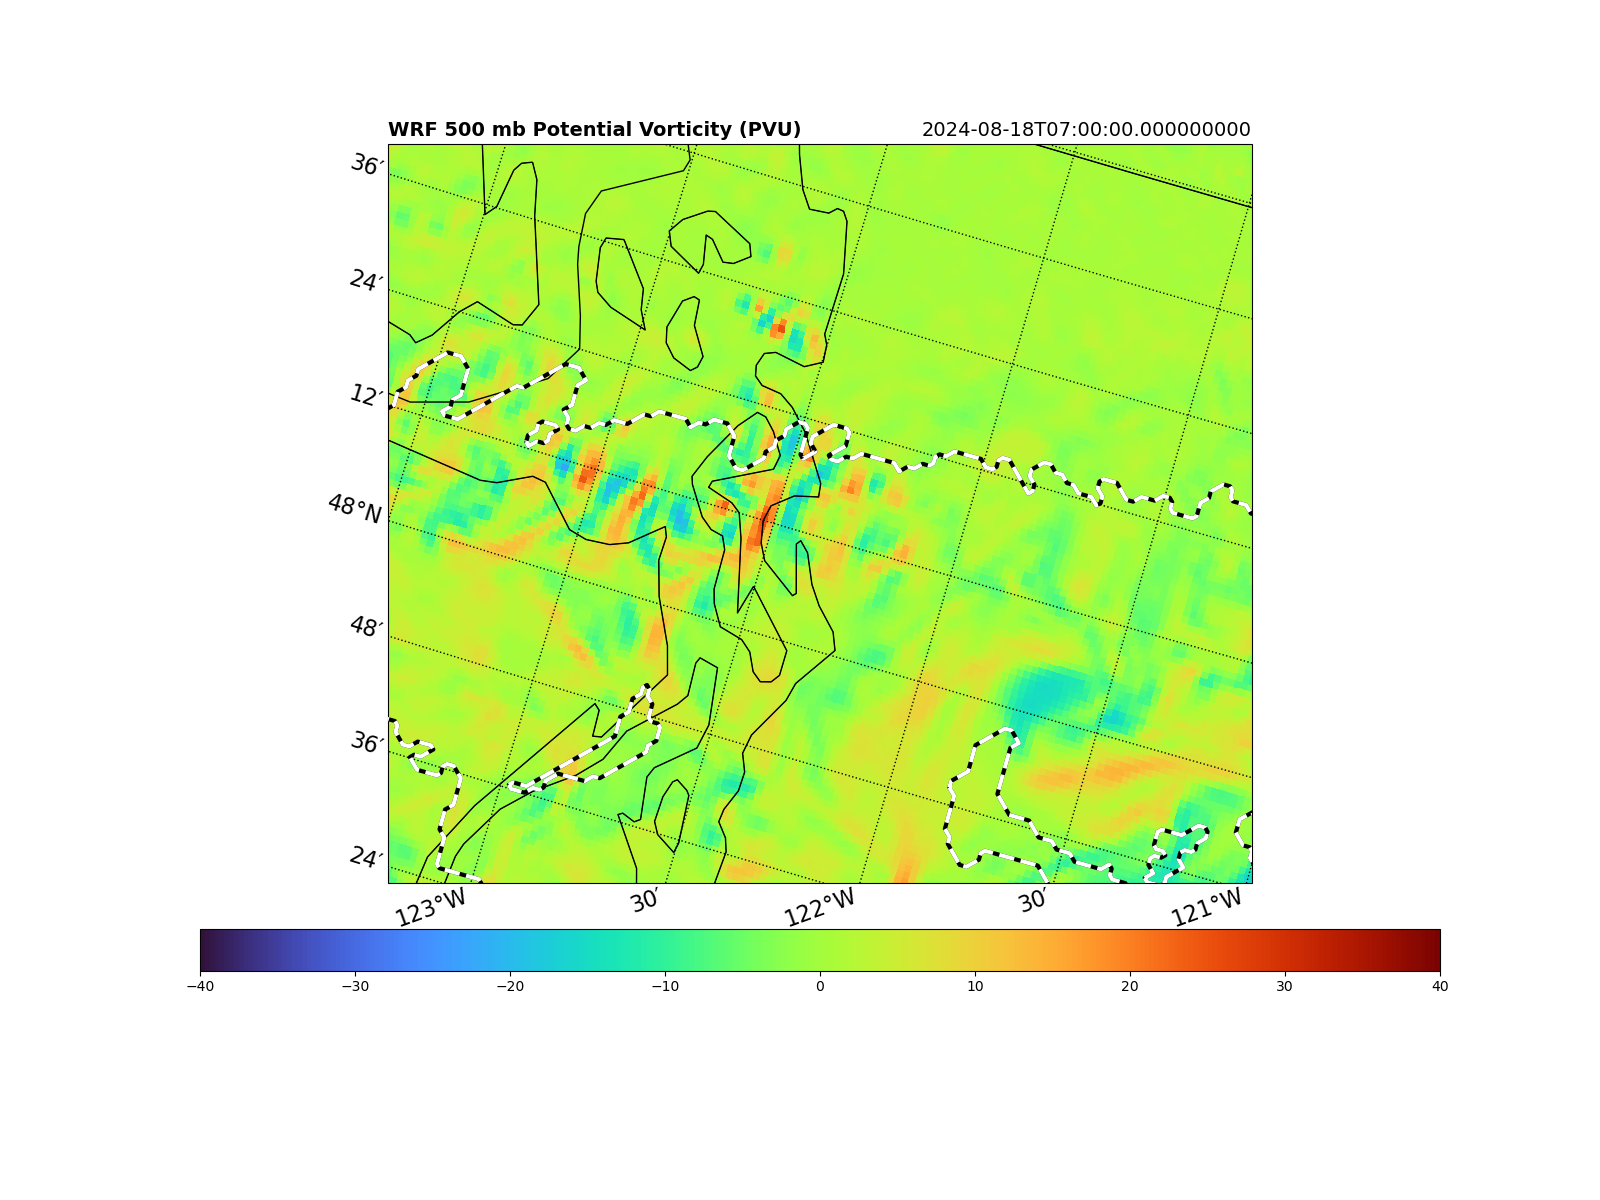 WRF 500 mb Potential Vorticity (PVU) 2024-08-18T07:00:00.000000000
36′
24′
12′
48°N
48′
36′
24′
123°W 30′ 122°W 30′ 121°W
−40 −30 −20 −10 0 10 20 30 40